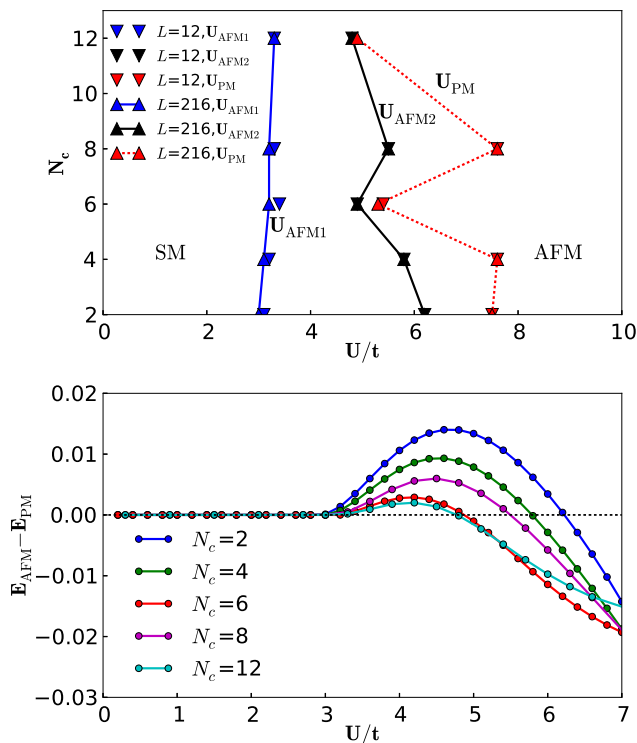 12
10
8
6
4
2
N_c
L=12,U_AFM1
L=12,U_AFM2
L=12,U_PM
L=216,U_AFM1
L=216,U_AFM2
L=216,U_PM
U_PM
U_AFM2
U_AFM1
SM
AFM
0
2
4
6
8
10
U/t
0.02
0.01
0.00
−0.01
−0.02
−0.03
E_AFM−E_PM
N_c=2
N_c=4
N_c=6
N_c=8
N_c=12
0
1
2
3
4
5
6
7
U/t